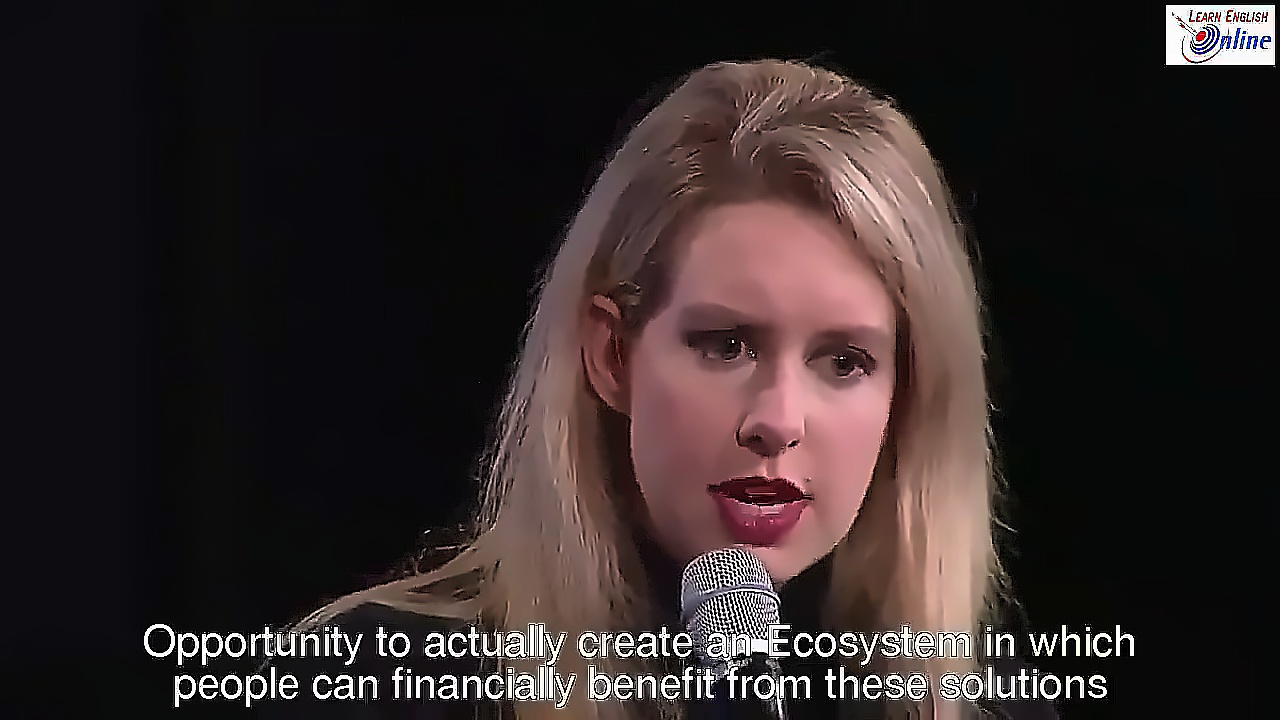 LEARN ENGLISH
Online
Opportunity to actually create an Ecosystem in which
people can financially benefit from these solutions